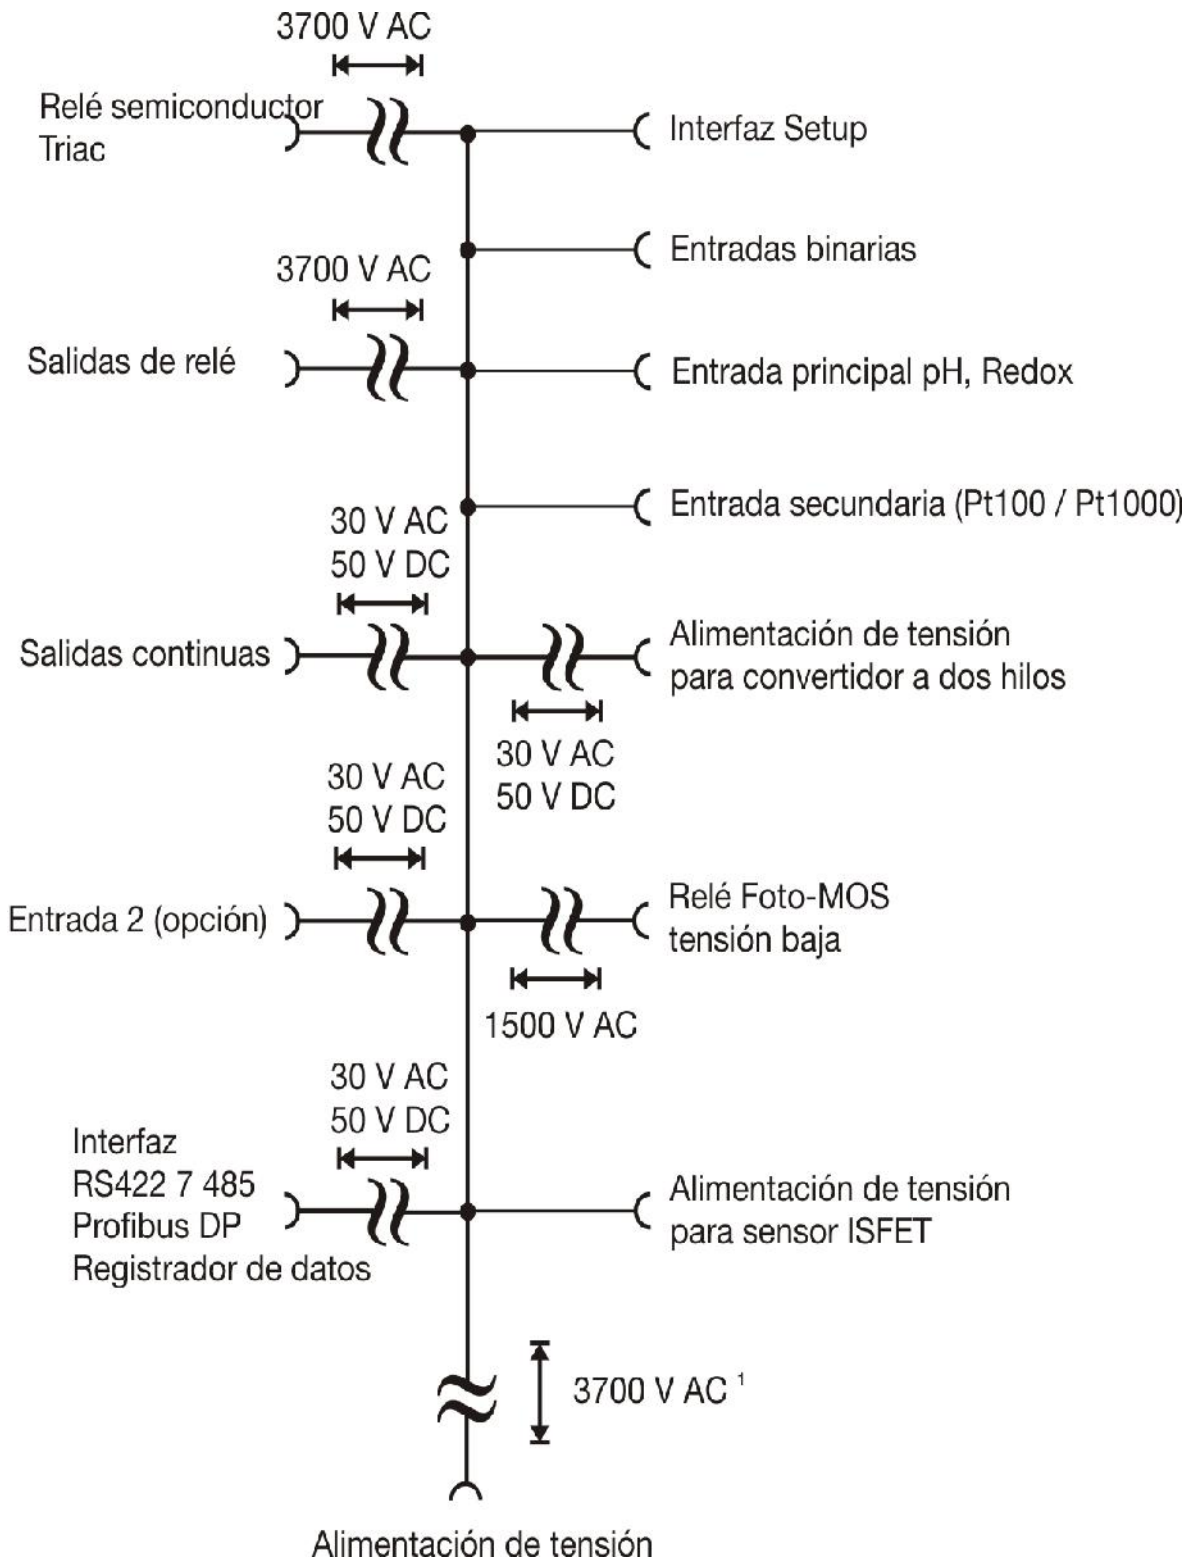 3700 V AC
Relé semiconductor
Triac
Interfaz Setup
Entradas binarias
3700 V AC
Salidas de relé
Entrada principal pH, Redox
Entrada secundaria (Pt100 / Pt1000)
30 V AC
50 V DC
Salidas continuas
Alimentación de tensión
para convertidor a dos hilos
30 V AC
50 V DC
30 V AC
50 V DC
Entrada 2 (opción)
Relé Foto-MOS
tensión baja
1500 V AC
30 V AC
50 V DC
Interfaz
RS422 7 485
Profibus DP
Registrador de datos
Alimentación de tensión
para sensor ISFET
3700 V AC ¹
Alimentación de tensión